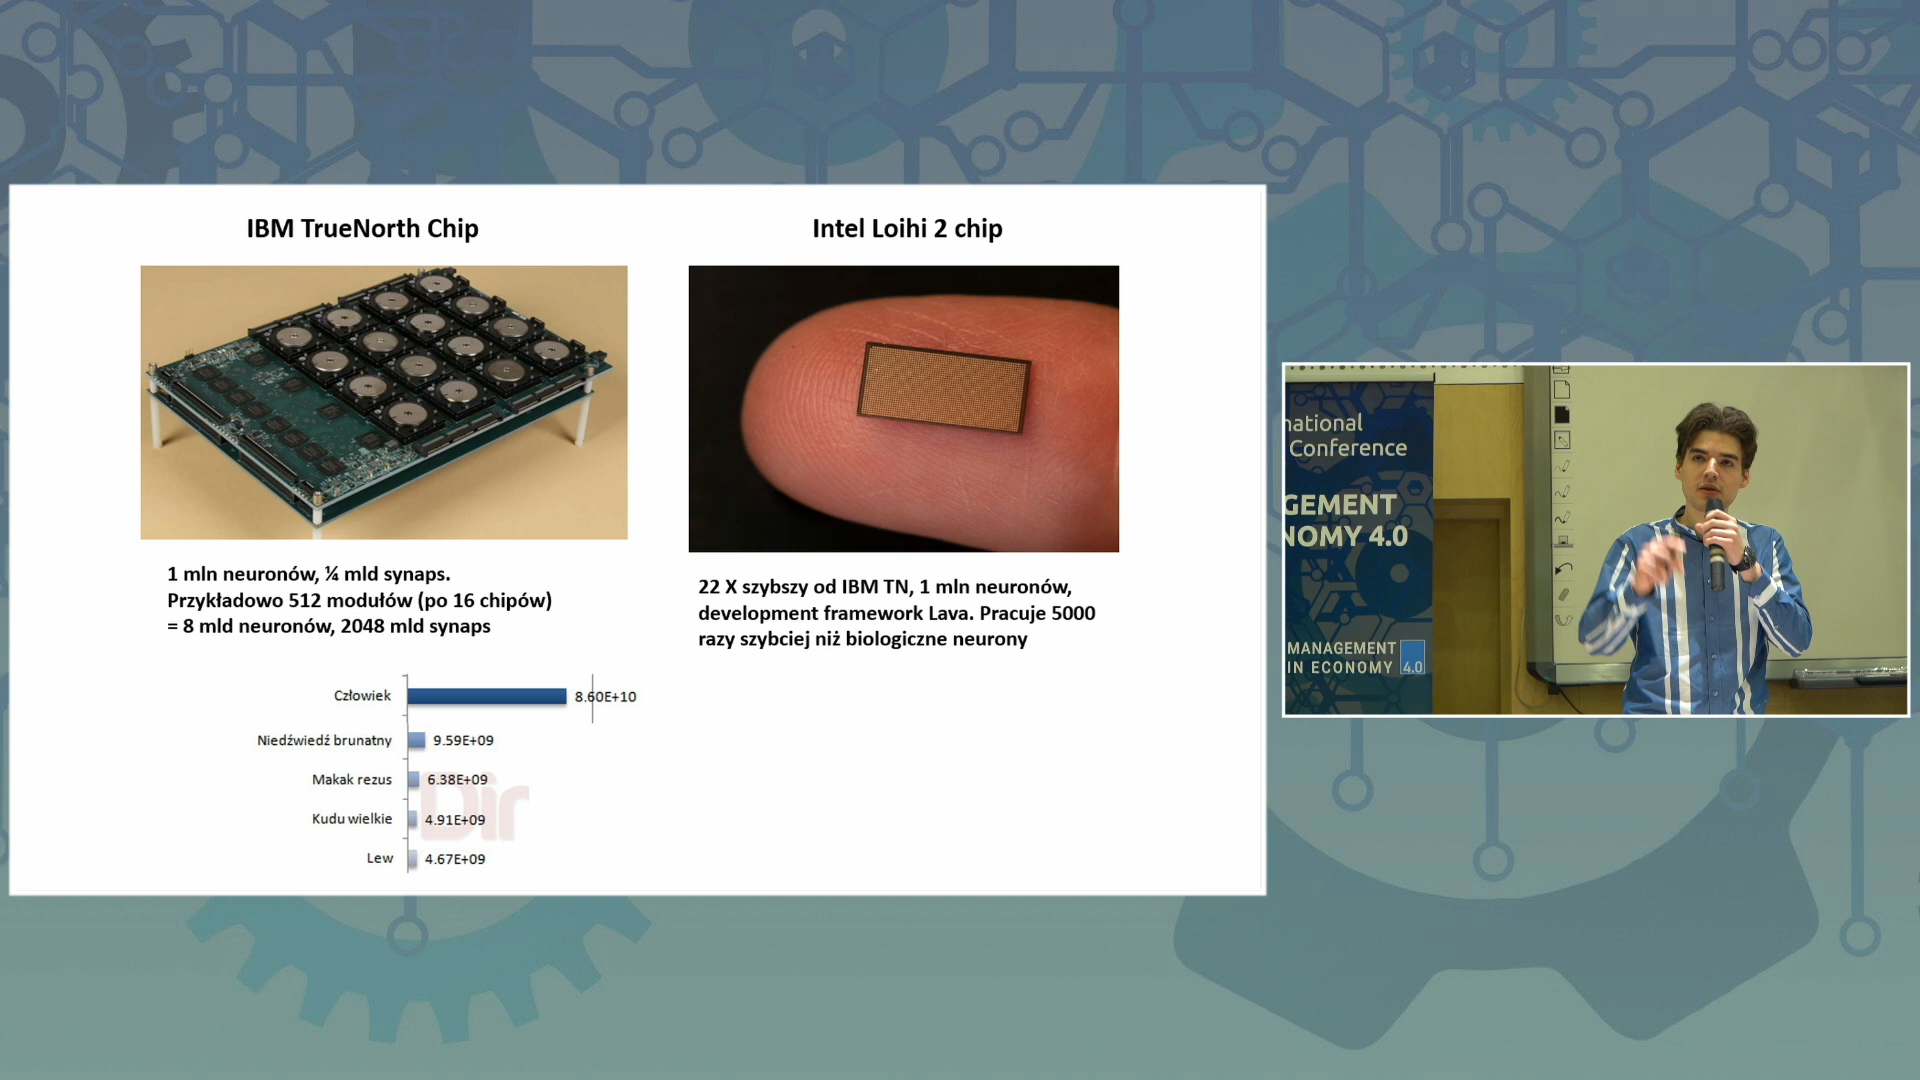 IBM TrueNorth Chip
Intel Loihi 2 chip
1 mln neuronów, ¼ mld synaps.
Przykładowo 512 modułów (po 16 chipów)
= 8 mld neuronów, 2048 mld synaps
22 X szybszy od IBM TN, 1 mln neuronów,
development framework Lava. Pracuje 5000
razy szybciej niż biologiczne neurony
Człowiek 8.60E+10
Niedźwiedź brunatny 9.59E+09
Makak rezus 6.38E+09
Kudu wielkie 4.91E+09
Lew 4.67E+09
Dir
national
Conference
GEMENT
NOMY 4.0
MANAGEMENT
IN ECONOMY 4.0